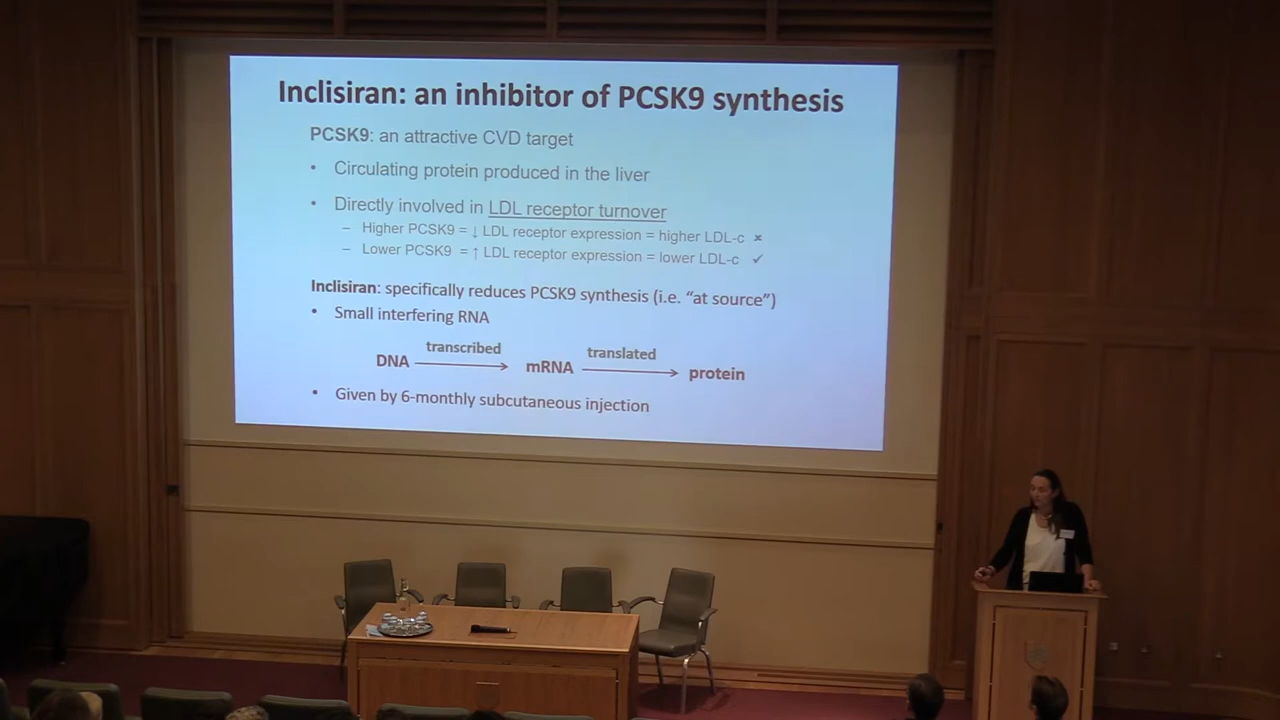 Inclisiran: an inhibitor of PCSK9 synthesis
PCSK9: an attractive CVD target
• Circulating protein produced in the liver
• Directly involved in LDL receptor turnover
– Higher PCSK9 = ↓ LDL receptor expression = higher LDL-c ×
– Lower PCSK9 = ↑ LDL receptor expression = lower LDL-c ✓
Inclisiran: specifically reduces PCSK9 synthesis (i.e. “at source”)
• Small interfering RNA
transcribed translated
DNA → mRNA → protein
• Given by 6-monthly subcutaneous injection